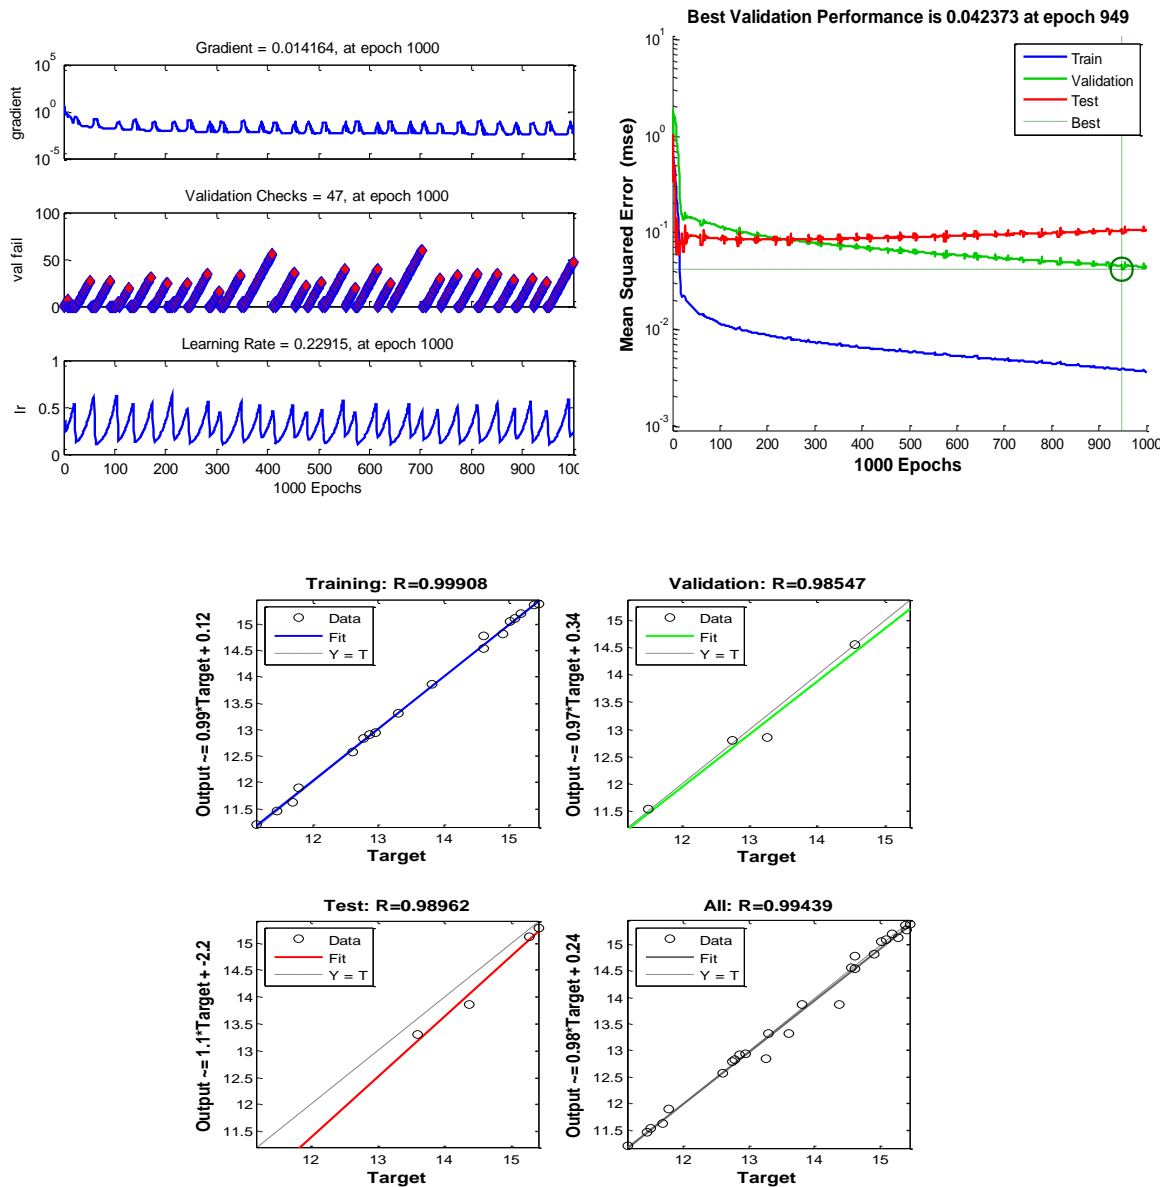 Gradient = 0.014164, at epoch 1000
10^5
10^0
10^-5
gradient
Validation Checks = 47, at epoch 1000
100
50
0
val fail
Learning Rate = 0.22915, at epoch 1000
1
0.5
0
lr
0 100 200 300 400 500 600 700 800 900 100
1000 Epochs
Best Validation Performance is 0.042373 at epoch 949
10^1
10^0
10^-1
10^-2
10^-3
Mean Squared Error (mse)
Train
Validation
Test
Best
0 100 200 300 400 500 600 700 800 900 1000
1000 Epochs
Training: R=0.99908
Output ~= 0.99*Target + 0.12
15
14.5
14
13.5
13
12.5
12
11.5
Data
Fit
Y = T
12 13 14 15
Target
Validation: R=0.98547
Output ~= 0.97*Target + 0.34
15
14.5
14
13.5
13
12.5
12
11.5
Data
Fit
Y = T
12 13 14 15
Target
Test: R=0.98962
Output ~= 1.1*Target + -2.2
15
14.5
14
13.5
13
12.5
12
11.5
Data
Fit
Y = T
12 13 14 15
Target
All: R=0.99439
Output ~= 0.98*Target + 0.24
15
14.5
14
13.5
13
12.5
12
11.5
Data
Fit
Y = T
12 13 14 15
Target